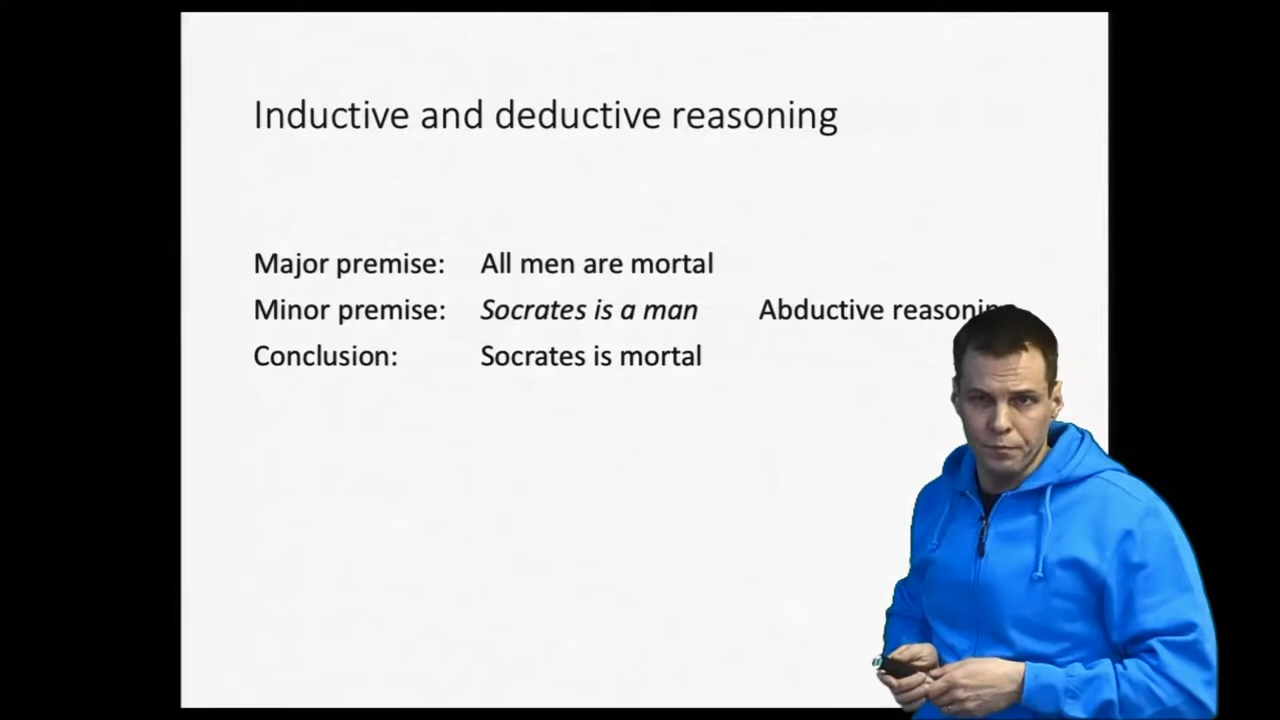 Inductive and deductive reasoning
Major premise: All men are mortal
Minor premise: Socrates is a man Abductive reasoning
Conclusion: Socrates is mortal